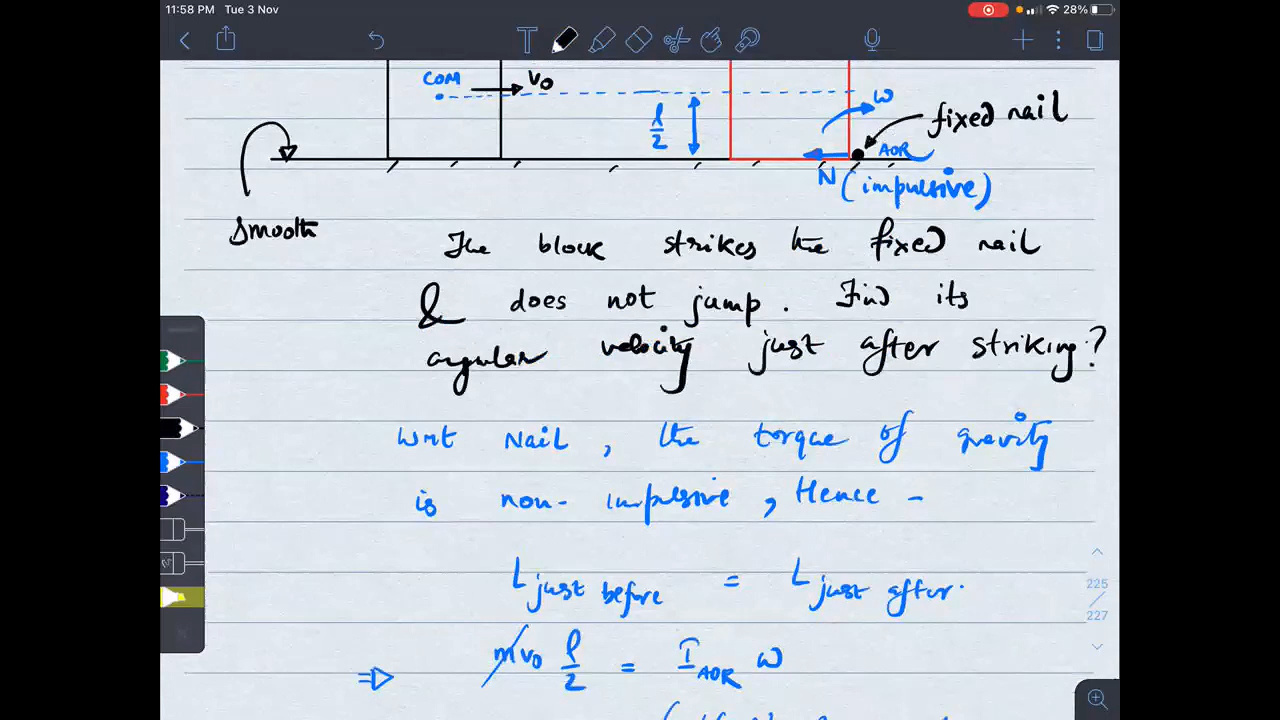 11:58 PM Tue 3 Nov 28%
COM v0 ω fixed nail
l/2 AOR
N (impulsive)
Smooth
The block strikes the fixed nail
& does not jump. Find its
angular velocity just after striking?
wrt Nail, the torque of gravity
is non-impulsive, Hence -
L just before = L just after.
225
/
227
⇒ mv0 l/2 = I AOR ω